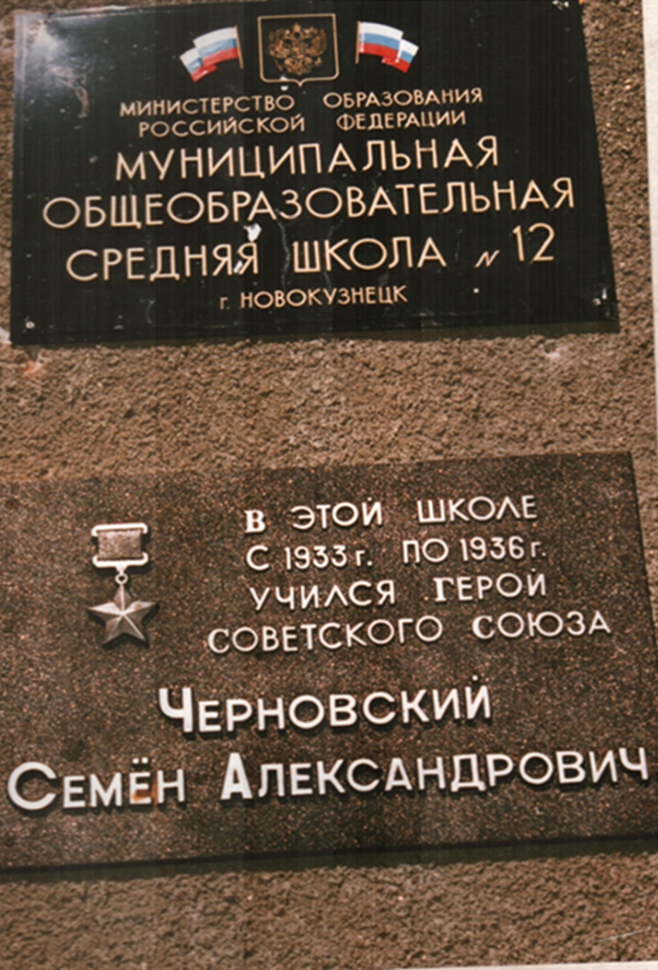 МИНИСТЕРСТВО ОБРАЗОВАНИЯ
РОССИЙСКОЙ ФЕДЕРАЦИИ
МУНИЦИПАЛЬНАЯ
ОБЩЕОБРАЗОВАТЕЛЬНАЯ
СРЕДНЯЯ ШКОЛА N 12
г. НОВОКУЗНЕЦК
В ЭТОЙ ШКОЛЕ
С 1933 г. ПО 1936 г.
УЧИЛСЯ ГЕРОЙ
СОВЕТСКОГО СОЮЗА
ЧЕРНОВСКИЙ
СЕМЁН АЛЕКСАНДРОВИЧ